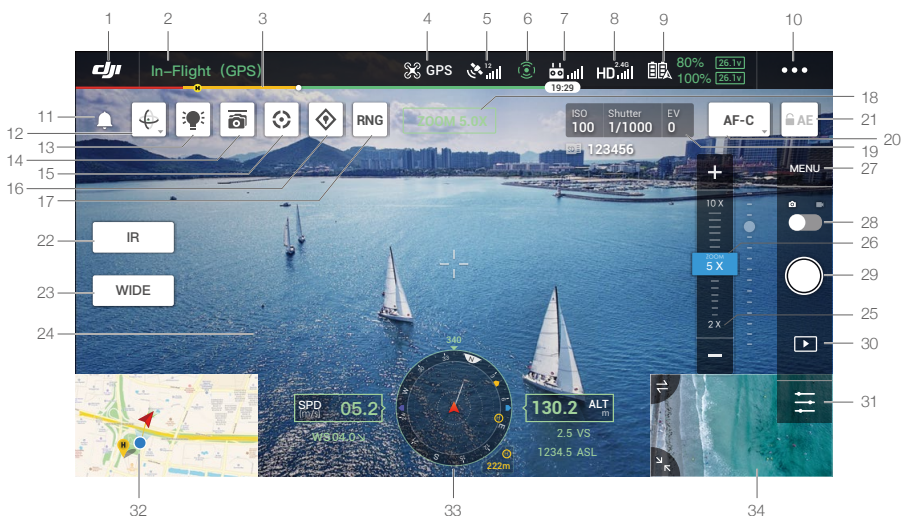 1 2 3 4 5 6 7 8 9 10
dji In-Flight (GPS) GPS 12 HD 2.4G 80% 26.1v
100% 26.1v
H 19:29
11 RNG ZOOM 5.0X ISO 100 Shutter 1/1000 EV 0 AF-C AE 18 21
12
13 123456 20
14 19
15 + MENU 27
16
17 10 X
22 IR 28
26
ZOOM
5 X
23 WIDE 29
24 25
2 X
340 30
N
SPD (m/s) 05.2 130.2 ALT m 31
WS 04.0 2.5 VS
E
1234.5 ASL
W
S
H 222m
32 33 34